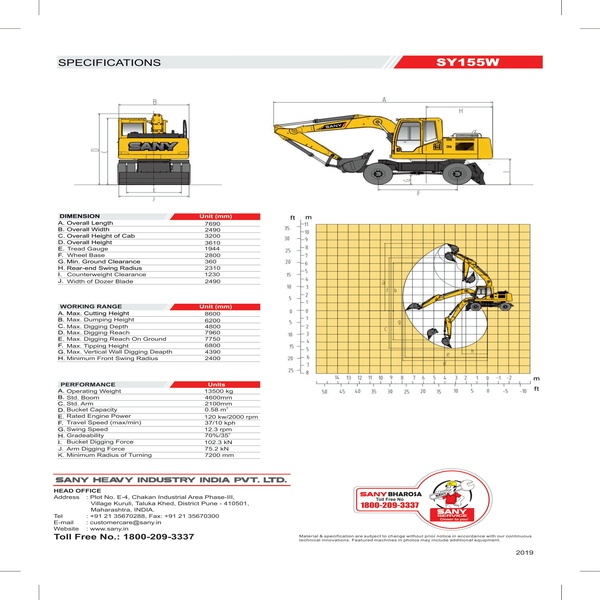 SPECIFICATIONS
SY155W
B
A
H
SANY
SANY
F
J
DIMENSION Unit (mm)
A. Overall Length 7690
B. Overall Width 2490
C. Overall Height of Cab 3200
D. Overall Height 3610
E. Tread Gauge 1944
F. Wheel Base 2800
G. Min. Ground Clearance 360
H. Rear-end Swing Radius 2310
I. Counterweight Clearance 1230
J. Width of Dozer Blade 2490
WORKING RANGE Unit (mm)
A. Max. Cutting Height 8600
B. Max. Dumping Height 6200
C. Max. Digging Depth 4800
D. Max. Digging Reach 7960
E. Max. Digging Reach On Ground 7750
F. Max. Tipping Height 6800
G. Max. Vertical Wall Digging Deapth 4390
H. Minimum Front Swing Radius 2400
PERFORMANCE Units
A. Operating Weight 13500 kg
B. Std. Boom 4600mm
C. Std. Arm 2100mm
D. Bucket Capacity 0.58 m³
E. Rated Engine Power 120 kw/2000 rpm
F. Travel Speed (max/min) 37/10 kph
G. Swing Speed 12.3 rpm
H. Gradeability 70%/35°
I. Bucket Digging Force 102.3 kN
J. Arm Digging Force 75.2 kN
K. Minimum Radius of Turning 7200 mm
ft m
35
30
25
20
15
10
5
0
5
10
15
20
25
11
10
9
8
7
6
5
4
3
2
1
0
1
2
3
4
5
6
7
8
14 12 10 9 8 7 6 5 4 3 2 1 0 -1 -2 m
50 45 40 35 30 25 20 15 10 5 0 -5 -10 ft
SANY HEAVY INDUSTRY INDIA PVT. LTD.
HEAD OFFICE
Address : Plot No. E-4, Chakan Industrial Area Phase-III,
Village Kuruli, Taluka Khed, District Pune - 410501,
Maharashtra, INDIA.
Tel : +91 21 35670288, Fax: +91 21 35670300
E-mail : customercare@sany.in
Website : www.sany.in
Toll Free No.: 1800-209-3337
SANY BHAROSA
Toll Free No
1800-209-3337
SANY
SERVICE
Closer to you!
Material & specification are subject to change without prior notice in accordance with our continuous
technical innovations. Featured machines in photos may include additional equipment.
2019